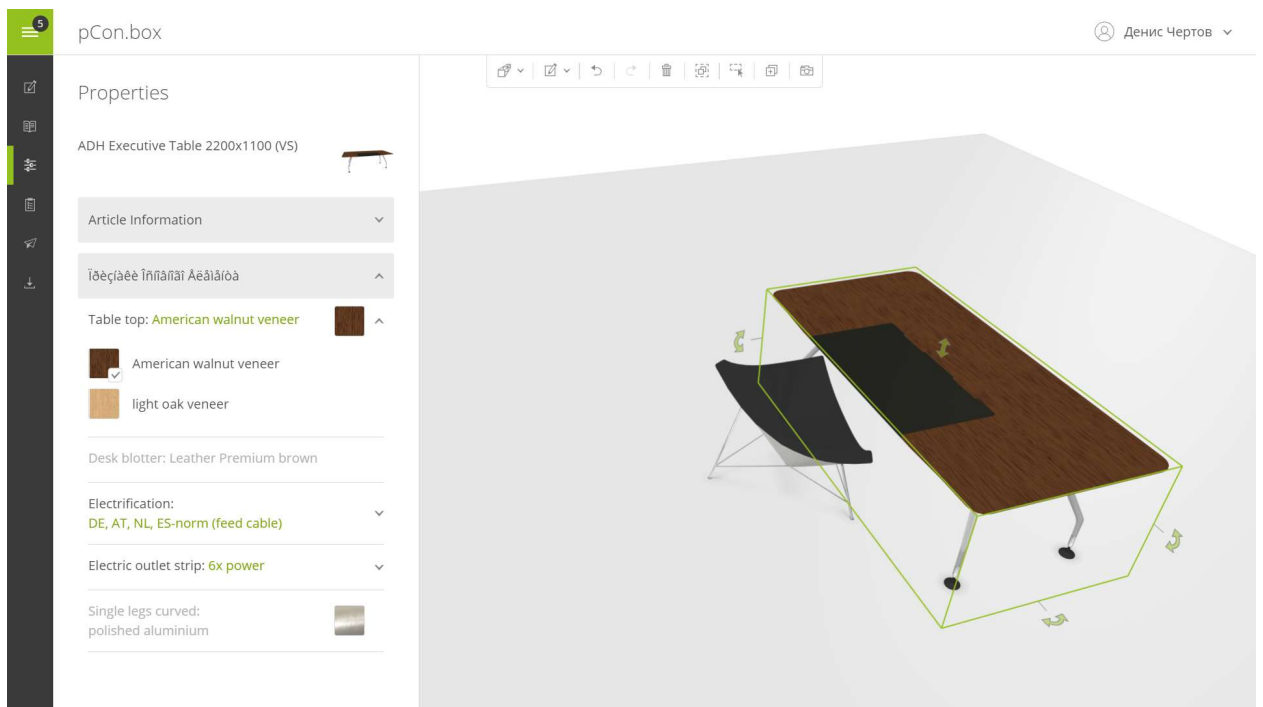 5
pCon.box
Денис Чертов
Properties
ADH Executive Table 2200x1100 (VS)
Article Information
Ïðèçíàêè Îñíîâíîãî Åëåìåíòà
Table top: American walnut veneer
American walnut veneer
light oak veneer
Desk blotter: Leather Premium brown
Electrification:
DE, AT, NL, ES-norm (feed cable)
Electric outlet strip: 6x power
Single legs curved:
polished aluminium